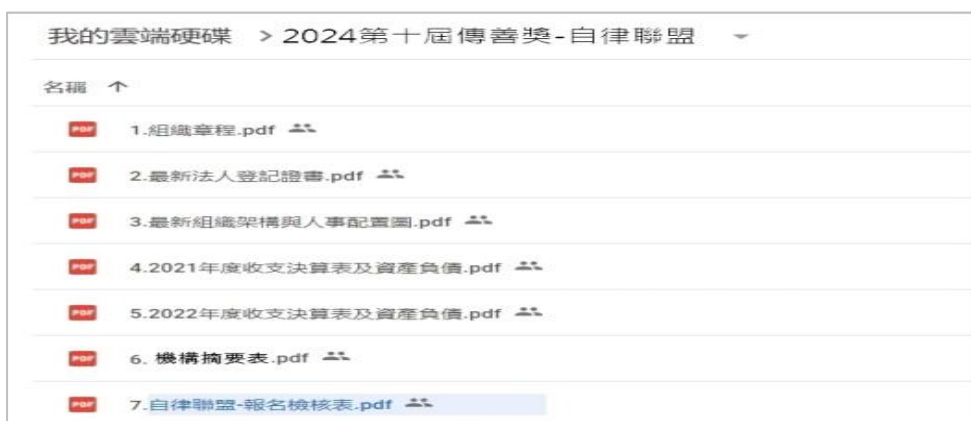 我的雲端硬碟 > 2024第十屆傳善獎-自律聯盟
名稱 ↑
PDF 1.組織章程.pdf
PDF 2.最新法人登記證書.pdf
PDF 3.最新組織架構與人事配置圖.pdf
PDF 4.2021年度收支決算表及資產負債.pdf
PDF 5.2022年度收支決算表及資產負債.pdf
PDF 6. 機構摘要表.pdf
PDF 7.自律聯盟-報名檢核表.pdf